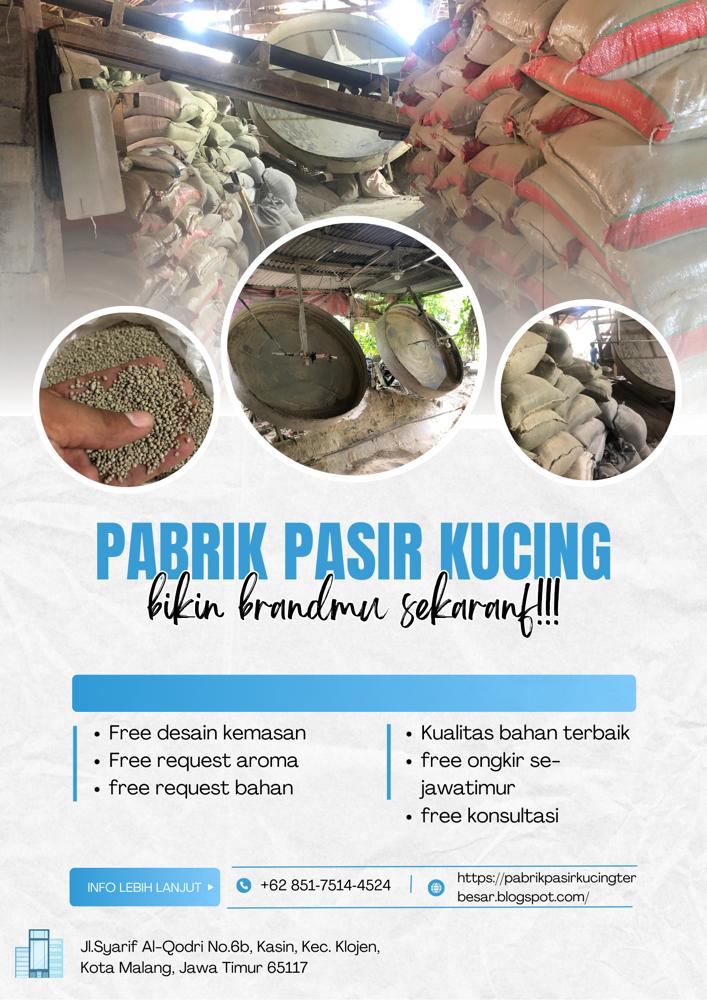 PABRIK PASIR KUCING
bikin brandmu sekaranf!!!
Free desain kemasan
Free request aroma
free request bahan
Kualitas bahan terbaik
free ongkir se-
jawatimur
free konsultasi
INFO LEBIH LANJUT
+62 851-7514-4524
https://pabrikpasirkucingter
besar.blogspot.com/
Jl.Syarif Al-Qodri No.6b, Kasin, Kec. Klojen,
Kota Malang, Jawa Timur 65117